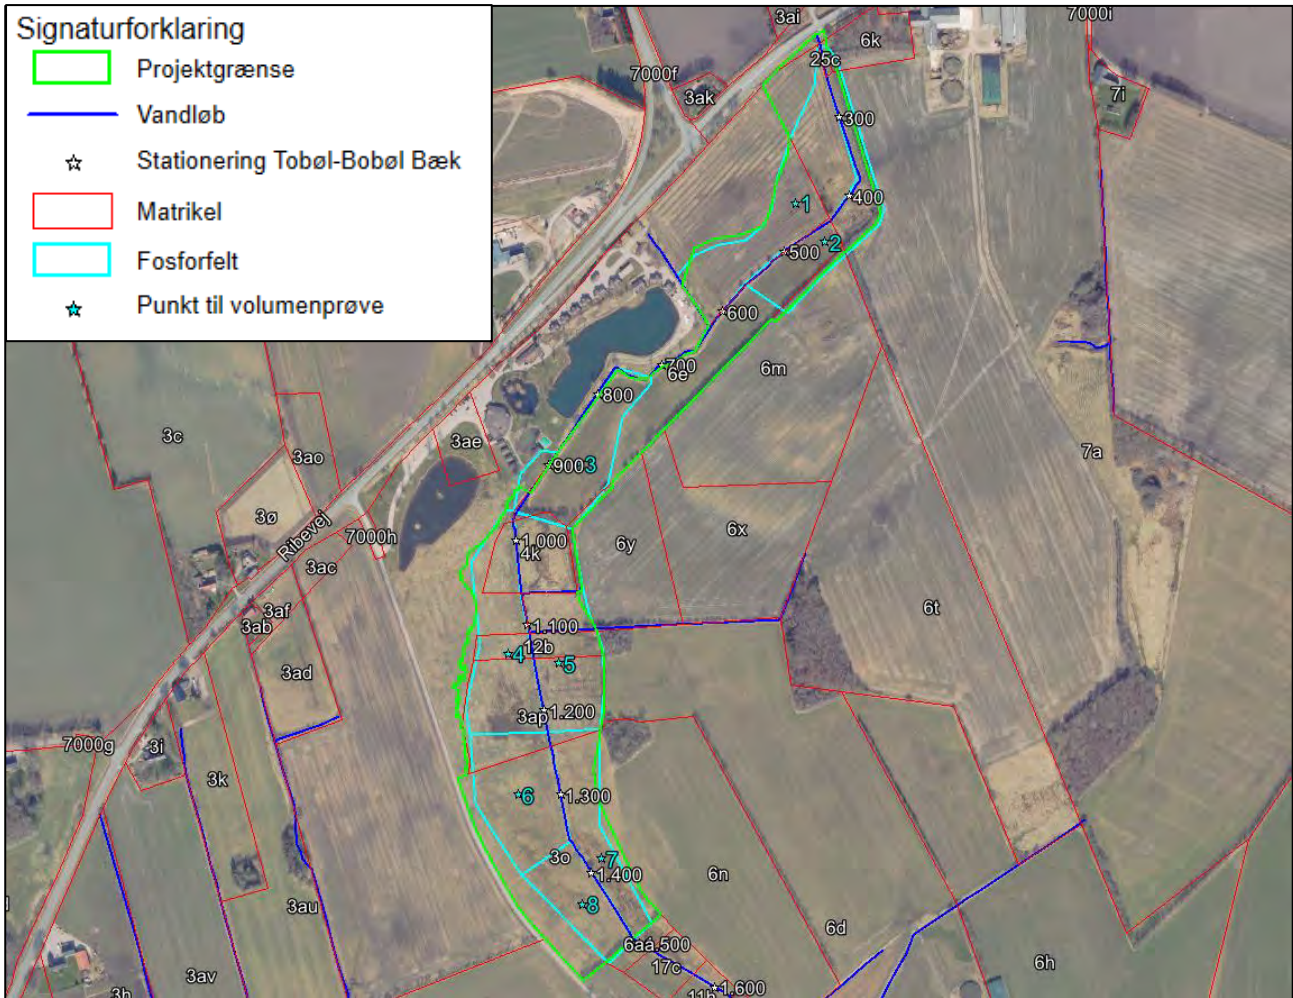 Signaturforklaring
Projektgrænse
Vandløb
Stationering Tobøl-Bobøl Bæk
Matrikel
Fosforfelt
Punkt til volumenprøve
3ai
7000i
6k
25c
7000f
3ak
7i
300
400
1
2
500
600
700
6e
6m
800
3c
3ae
7a
3ao
900
3
3ø
Ribevej
7000h
1.000
4k
6y
6x
3ac
6t
3af
3ab
1.100
12b
4
5
3ad
3ap
1.200
7000g
3i
3k
6
1.300
3o
7
1.400
6n
8
3au
6d
6aá.500
17c
6h
3av
1.600
11b
3h